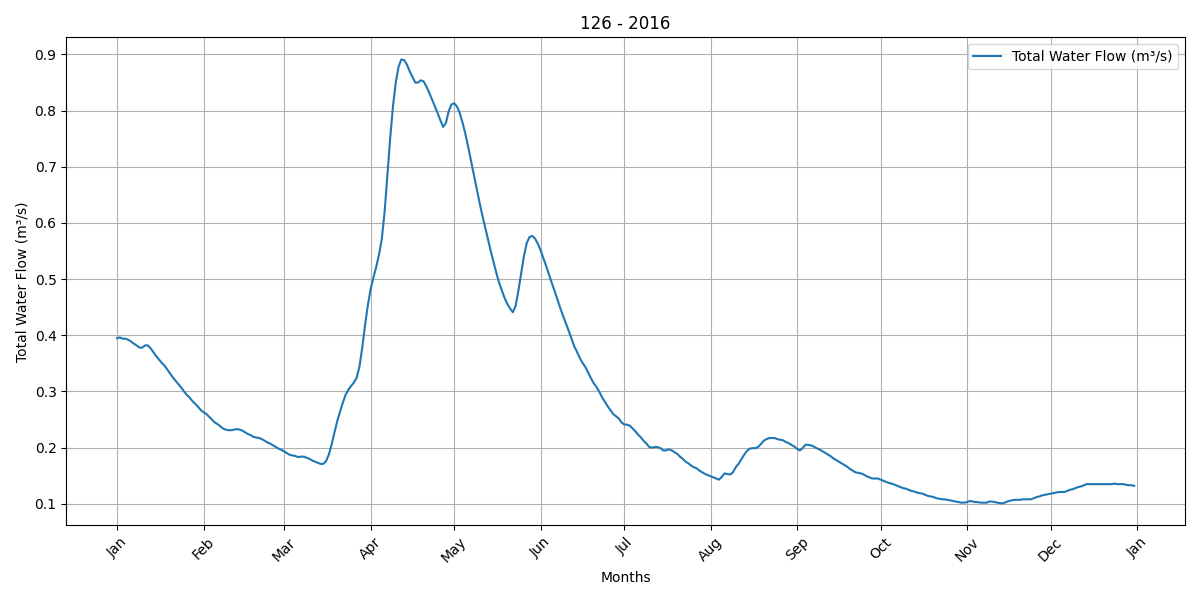 126 - 2016
Total Water Flow (m³/s)
Total Water Flow (m³/s)
0.9
0.8
0.7
0.6
0.5
0.4
0.3
0.2
0.1
Jan
Feb
Mar
Apr
May
Jun
Jul
Aug
Sep
Oct
Nov
Dec
Jan
Months